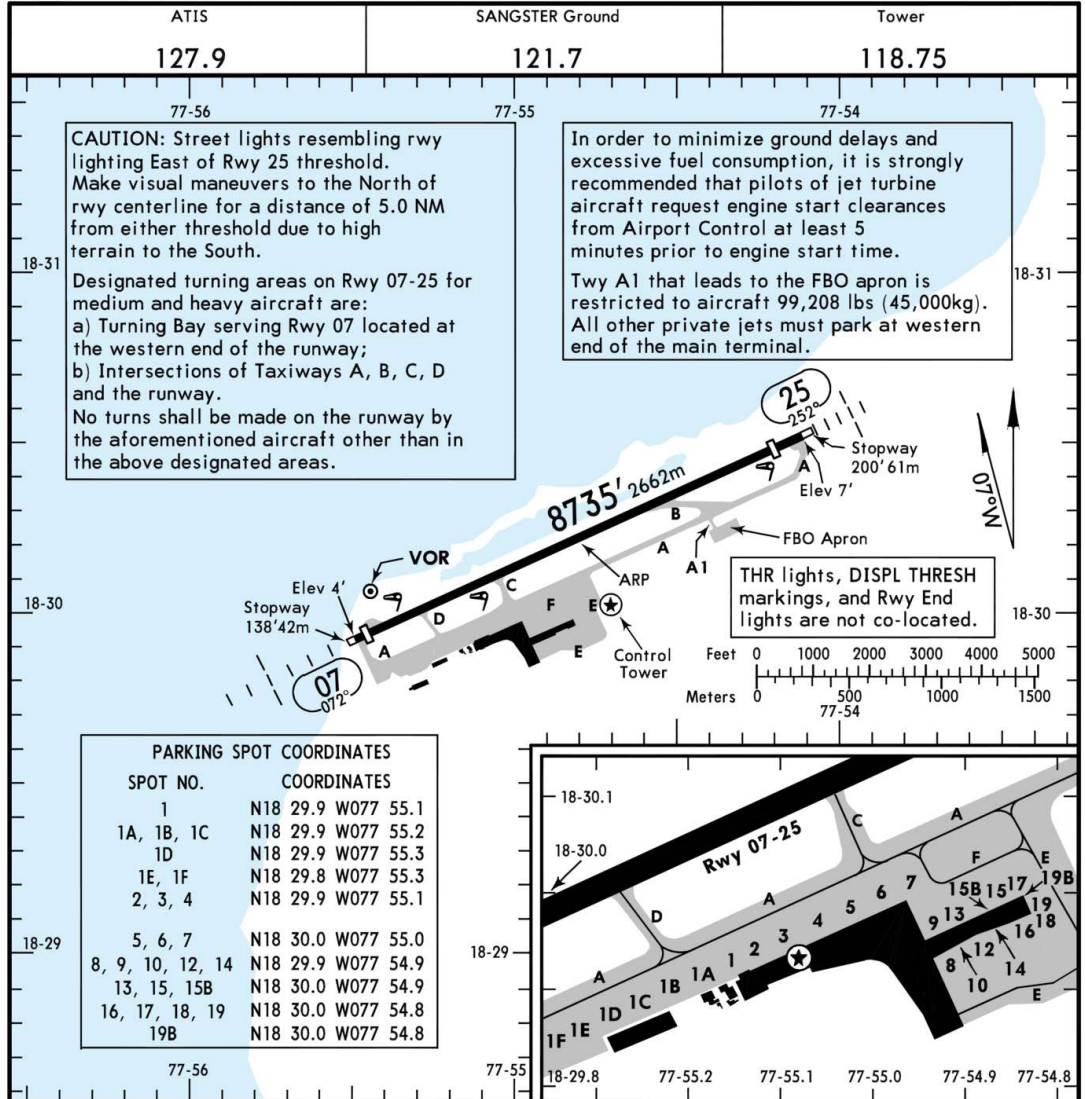 ATIS
127.9
SANGSTER Ground
121.7
Tower
118.75
77-56
77-55
77-54
CAUTION: Street lights resembling rwy
lighting East of Rwy 25 threshold.
Make visual maneuvers to the North of
rwy centerline for a distance of 5.0 NM
from either threshold due to high
terrain to the South.
Designated turning areas on Rwy 07-25 for
medium and heavy aircraft are:
a) Turning Bay serving Rwy 07 located at
the western end of the runway;
b) Intersections of Taxiways A, B, C, D
and the runway.
No turns shall be made on the runway by
the aforementioned aircraft other than in
the above designated areas.
In order to minimize ground delays and
excessive fuel consumption, it is strongly
recommended that pilots of jet turbine
aircraft request engine start clearances
from Airport Control at least 5
minutes prior to engine start time.
Twy A1 that leads to the FBO apron is
restricted to aircraft 99,208 lbs (45,000kg).
All other private jets must park at western
end of the main terminal.
18-31
18-31
25
252°
Stopway
200'61m
A
Elev 7'
07°W
8735' 2662m
B
A
FBO Apron
A1
VOR
ARP
C
Elev 4'
Stopway
138'42m
D
F
E
A
E
Control
Tower
07
072°
18-30
18-30
THR lights, DISPL THRESH
markings, and Rwy End
lights are not co-located.
Feet 0 1000 2000 3000 4000 5000
Meters 0 500 1000 1500
77-54
PARKING SPOT COORDINATES
SPOT NO. COORDINATES
1 N18 29.9 W077 55.1
1A, 1B, 1C N18 29.9 W077 55.2
1D N18 29.9 W077 55.3
1E, 1F N18 29.8 W077 55.3
2, 3, 4 N18 29.9 W077 55.1
5, 6, 7 N18 30.0 W077 55.0
8, 9, 10, 12, 14 N18 29.9 W077 54.9
13, 15, 15B N18 30.0 W077 54.9
16, 17, 18, 19 N18 30.0 W077 54.8
19B N18 30.0 W077 54.8
18-29
18-29
77-56
77-55
18-30.1
18-30.0
Rwy 07-25
C
A
F
E
D
A
A
7
6
5
4
3
2
1
1A
1B
1C
1D
1E
1F
15B
15
17
19B
9
13
19
18
16
8
12
14
10
E
18-29.8
77-55.2
77-55.1
77-55.0
77-54.9
77-54.8